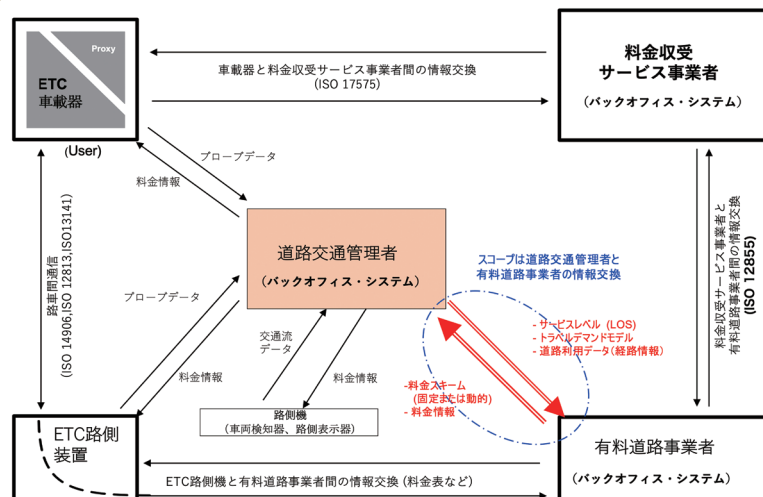 Proxy
ETC
車載器
(User)
車載器と料金収受サービス事業者間の情報交換
(ISO 17575)
料金収受
サービス事業者
(バックオフィス・システム)
プローブデータ
料金情報
路車間通信
(ISO 14906,ISO 12813,ISO13141)
道路交通管理者
(バックオフィス・システム)
スコープは道路交通管理者と
有料道路事業者の情報交換
料金収受サービス事業者と
有料道路事業者間の情報交換
(ISO 12855)
プローブデータ
料金情報
交通流
データ
料金情報
- サービスレベル (LOS)
- トラベルデマンドモデル
- 道路利用データ(経路情報)
-料金スキーム
(固定または動的)
- 料金情報
路側機
(車両検知器、路側表示器)
ETC路側
装置
有料道路事業者
(バックオフィス・システム)
ETC路側機と有料道路事業者間の情報交換 (料金表など)